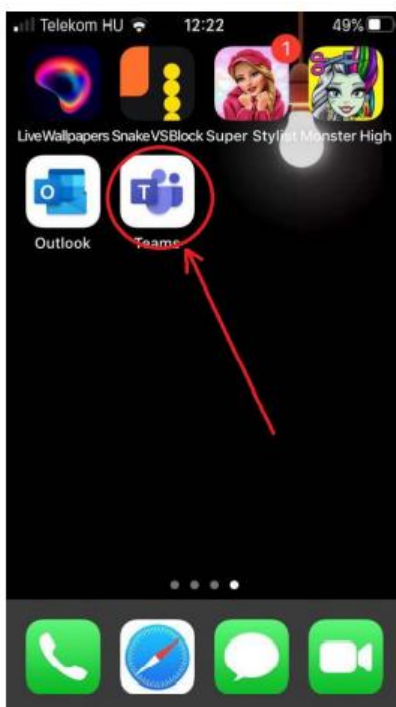 Telekom HU 12:22 49%
1
LiveWallpapers SnakeVSBlock Super Stylist Monster High
O T
Outlook Teams